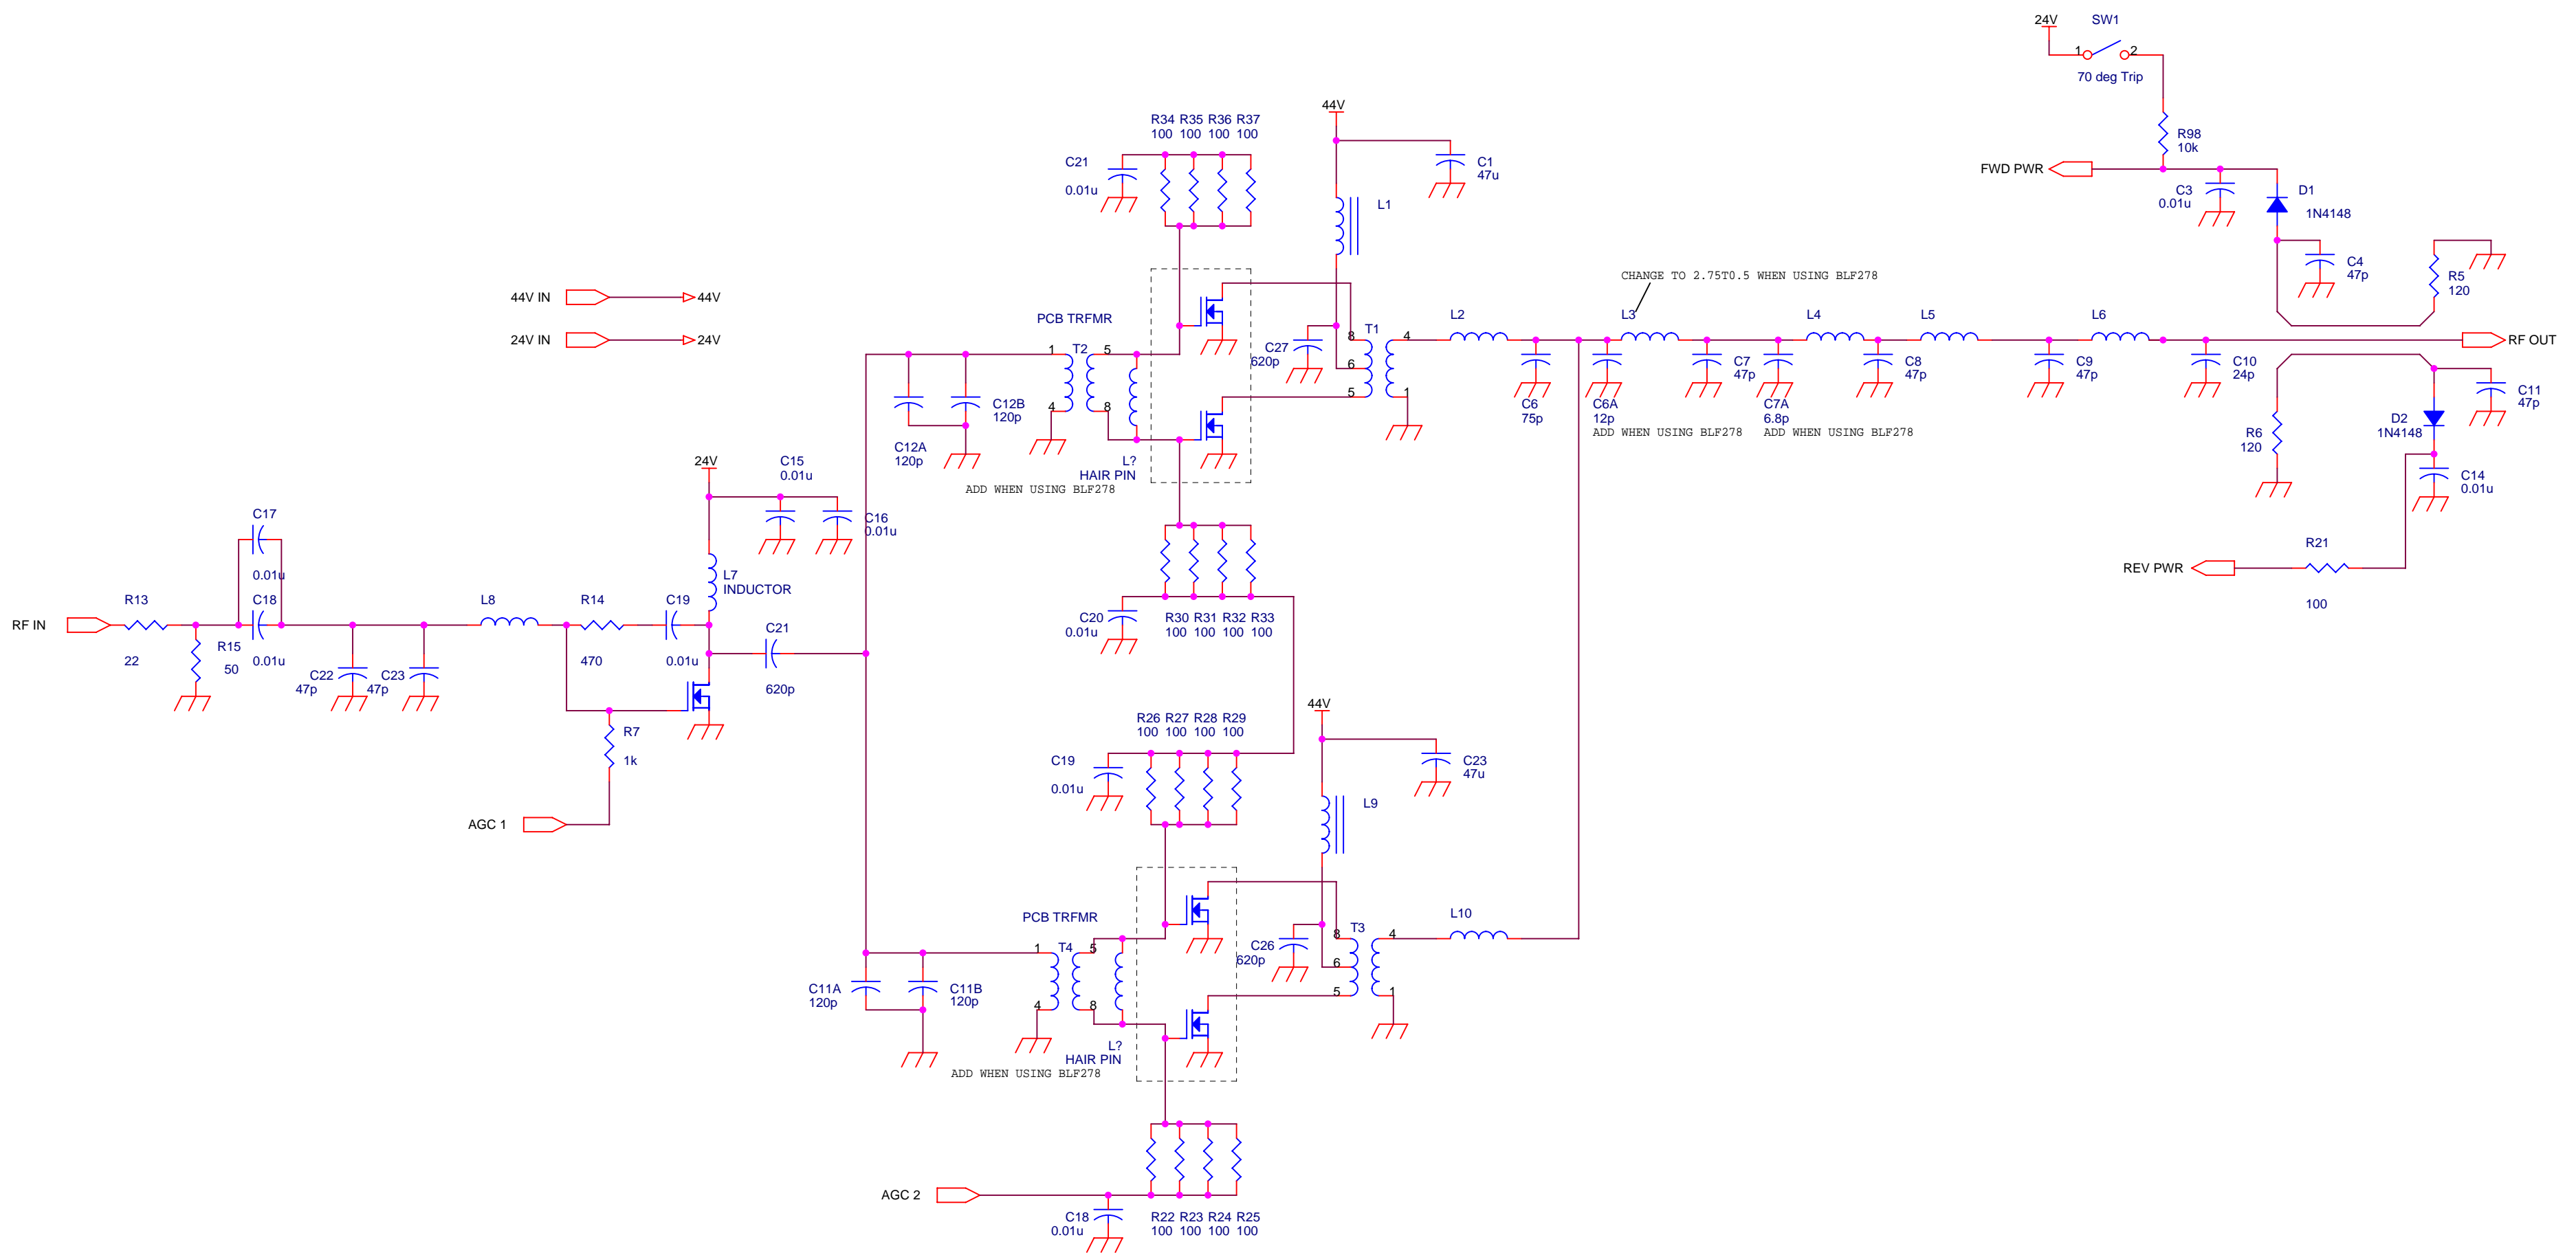 24V
SW1
1
2
70 deg Trip
R98
10k
FWD PWR
C3
0.01u
D1
1N4148
C4
47p
R5
120
44V
R34 R35 R36 R37
100 100 100 100
C21
0.01u
C1
47u
L1
CHANGE TO 2.75T0.5 WHEN USING BLF278
44V IN
44V
24V IN
24V
PCB TRFMR
1
T2
5
4
8
C27
620p
8
T1
4
6
5
1
L2
L3
L4
L5
L6
RF OUT
C6
75p
C6A
12p
ADD WHEN USING BLF278
C7
47p
C7A
6.8p
ADD WHEN USING BLF278
C8
47p
C9
47p
C10
24p
C11
47p
D2
1N4148
R6
120
C14
0.01u
R21
REV PWR
100
C12B
120p
C12A
120p
L?
HAIR PIN
ADD WHEN USING BLF278
24V
C15
0.01u
C16
0.01u
C17
0.01u
L7
INDUCTOR
R13
C18
L8
R14
C19
RF IN
22
R15
50
0.01u
C22
47p
C23
47p
470
0.01u
C21
620p
R7
1k
AGC 1
C20
0.01u
R30 R31 R32 R33
100 100 100 100
44V
R26 R27 R28 R29
100 100 100 100
C19
0.01u
C23
47u
L9
PCB TRFMR
1
T4
5
4
8
C26
620p
8
T3
4
6
5
1
L10
C11A
120p
C11B
120p
L?
HAIR PIN
ADD WHEN USING BLF278
AGC 2
C18
0.01u
R22 R23 R24 R25
100 100 100 100